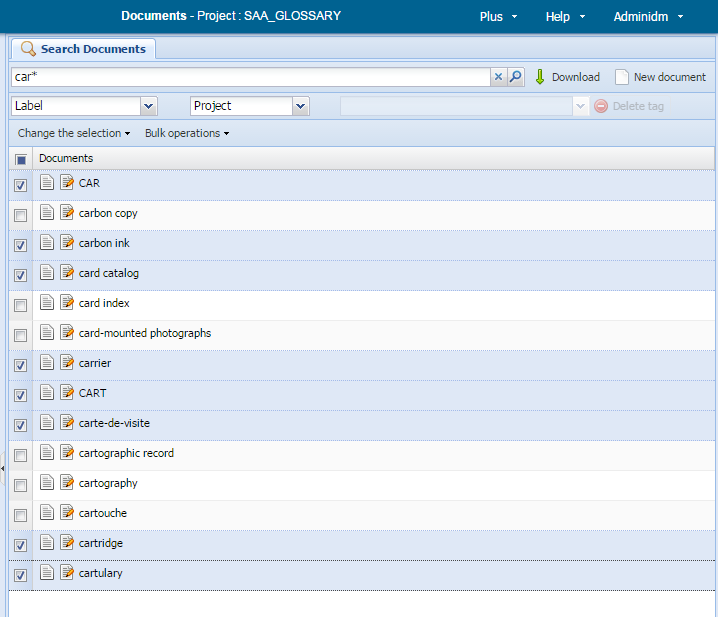 Documents - Project : SAA_GLOSSARY Plus Help Adminidm
Search Documents
car* Download New document
Label Project Delete tag
Change the selection Bulk operations
Documents
CAR
carbon copy
carbon ink
card catalog
card index
card-mounted photographs
carrier
CART
carte-de-visite
cartographic record
cartography
cartouche
cartridge
cartulary